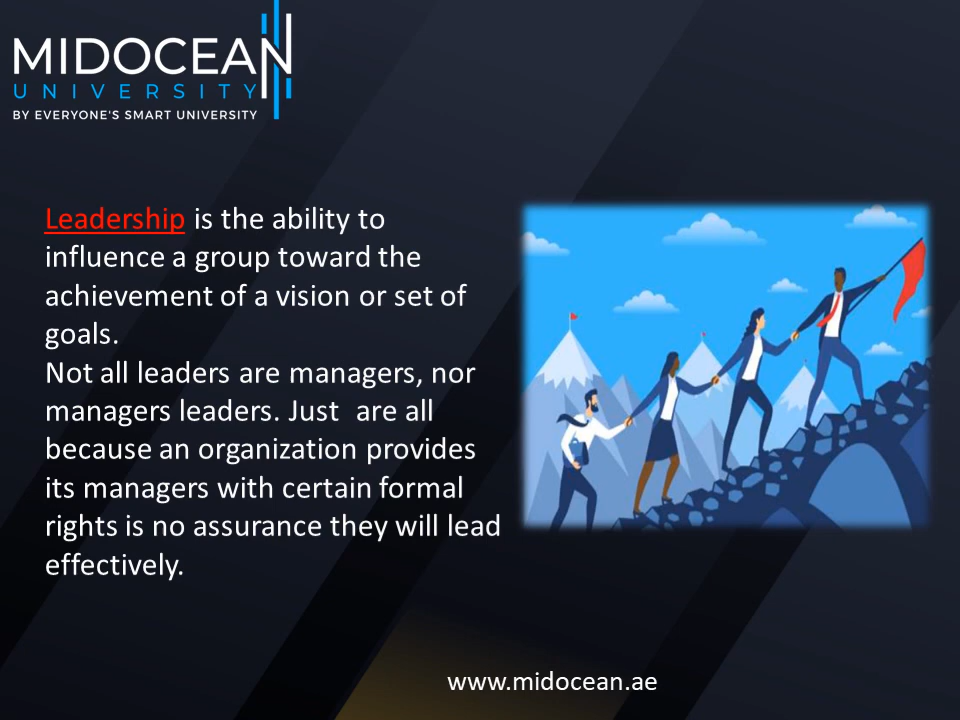 MIDOCEAN
UNIVERSITY
BY EVERYONE'S SMART UNIVERSITY
Leadership is the ability to
influence a group toward the
achievement of a vision or set of
goals.
Not all leaders are managers, nor
managers leaders. Just  are all
because an organization provides
its managers with certain formal
rights is no assurance they will lead
effectively.
www.midocean.ae